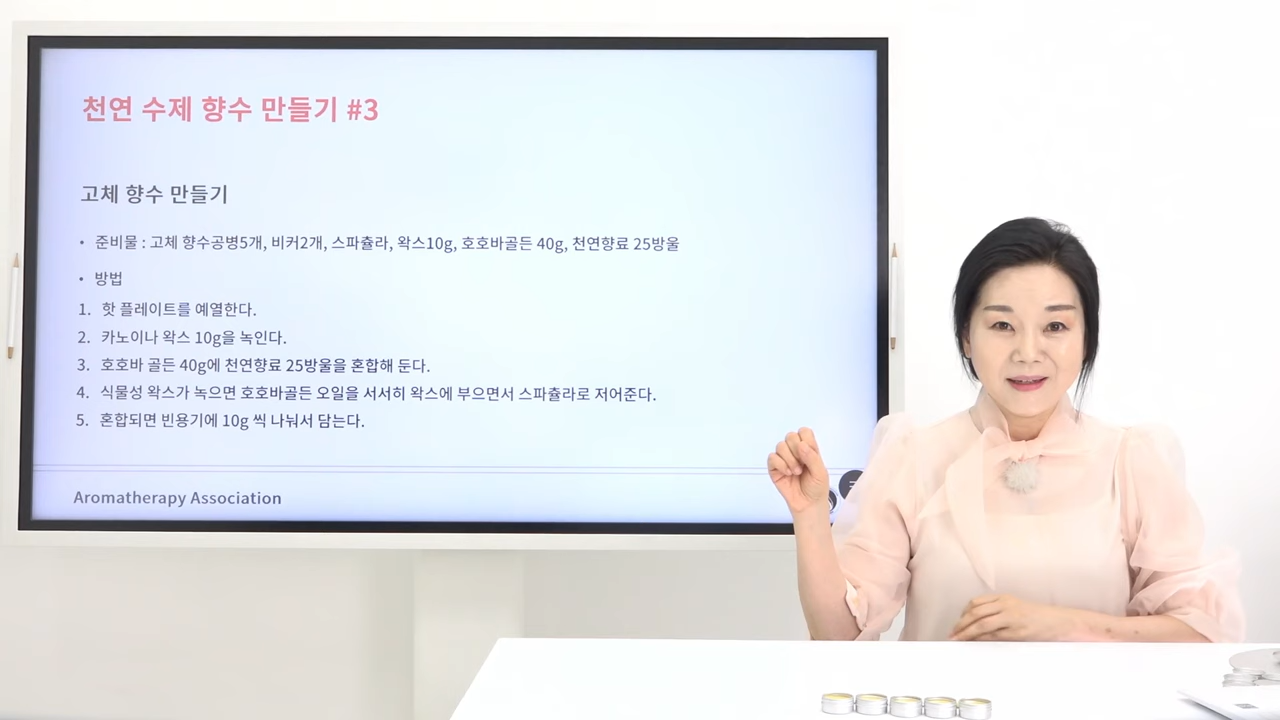 천연 수제 향수 만들기 #3
고체 향수 만들기
• 준비물 : 고체 향수공병5개, 비커2개, 스파츌라, 왁스10g, 호호바골든 40g, 천연향료 25방울
• 방법
1. 핫 플레이트를 예열한다.
2. 카노이나 왁스 10g을 녹인다.
3. 호호바 골든 40g에 천연향료 25방울을 혼합해 둔다.
4. 식물성 왁스가 녹으면 호호바골든 오일을 서서히 왁스에 부으면서 스파츌라로 저어준다.
5. 혼합되면 빈용기에 10g 씩 나눠서 담는다.
Aromatherapy Association